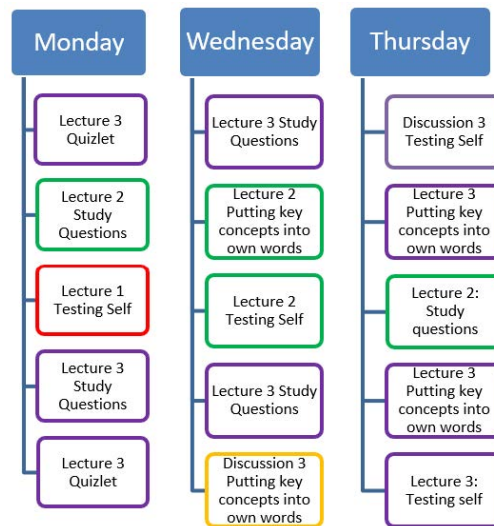 Monday
Lecture 3
Quizlet
Lecture 2
Study
Questions
Lecture 1
Testing Self
Lecture 3
Study
Questions
Lecture 3
Quizlet
Wednesday
Lecture 3 Study
Questions
Lecture 2
Putting key
concepts into
own words
Lecture 2
Testing Self
Lecture 3 Study
Questions
Discussion 3
Putting key
concepts into
own words
Thursday
Discussion 3
Testing Self
Lecture 3
Putting key
concepts into
own words
Lecture 2:
Study
questions
Lecture 3
Putting key
concepts into
own words
Lecture 3:
Testing self